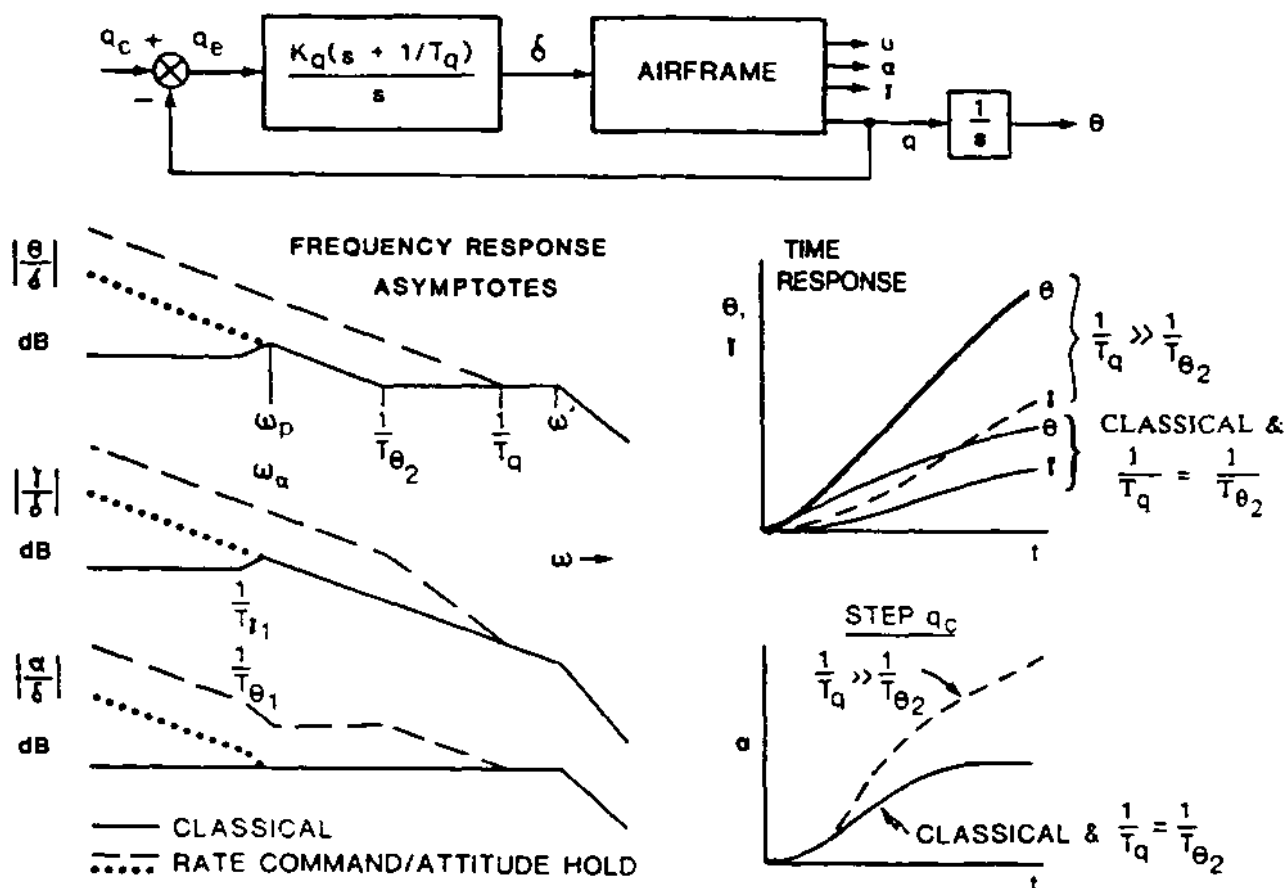 q_c +
q_e
−
K_q(s + 1/T_q)
s
δ
AIRFRAME
u
α
γ
q
1
s
θ
FREQUENCY RESPONSE
ASYMPTOTES
|θ/δ|
dB
ω_p
1/T_θ2
1/T_q
ω'
ω_α
|γ/δ|
dB
ω →
1/T_γ1
1/T_θ1
|α/δ|
dB
CLASSICAL
RATE COMMAND/ATTITUDE HOLD
TIME
RESPONSE
θ,
γ
θ
1/T_q >> 1/T_θ2
γ
θ
γ
CLASSICAL &
1/T_q = 1/T_θ2
t
STEP q_c
1/T_q >> 1/T_θ2
α
CLASSICAL & 1/T_q = 1/T_θ2
t